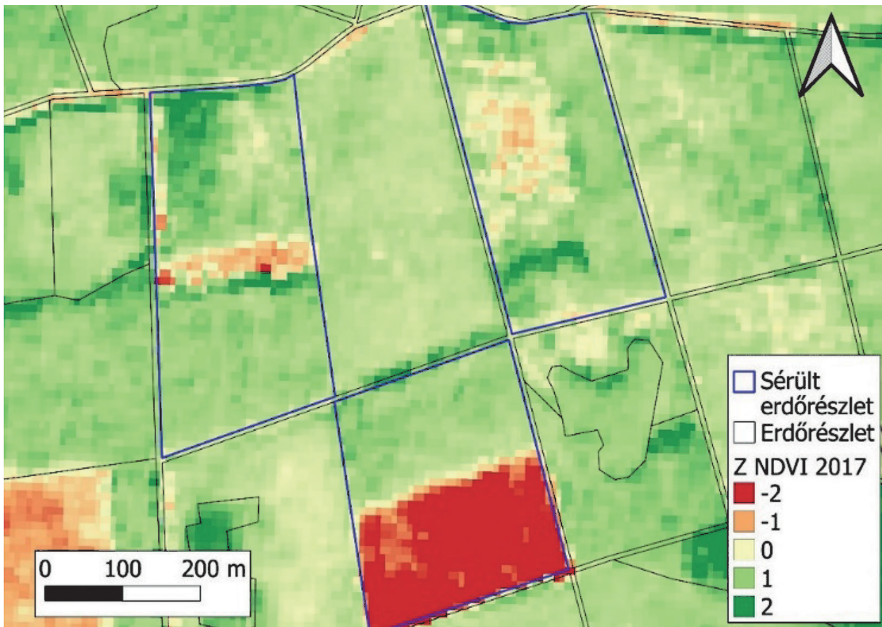 Sérült
erdőrészlet
Erdőrészlet
Z NDVI 2017
-2
-1
0
1
2
0 100 200 m